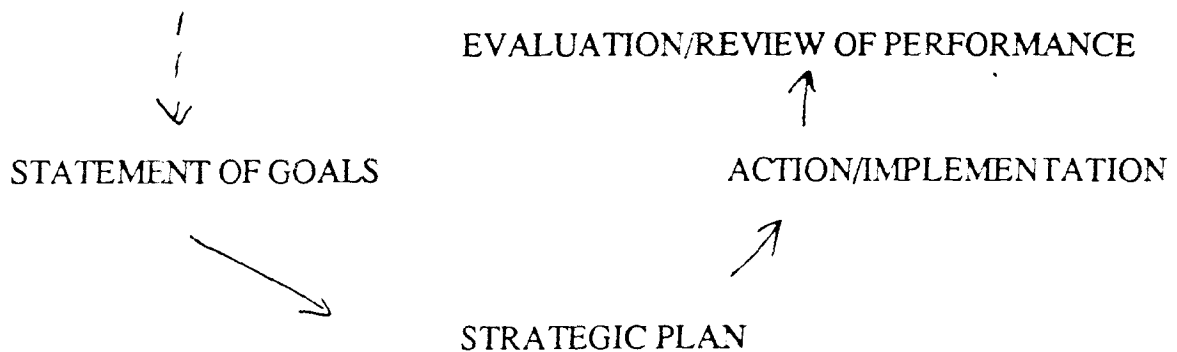 EVALUATION/REVIEW OF PERFORMANCE
STATEMENT OF GOALS
ACTION/IMPLEMENTATION
STRATEGIC PLAN